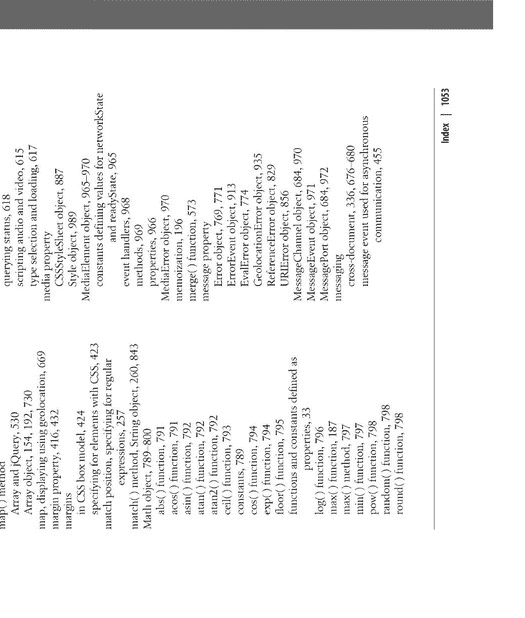 map( ) method
Array and jQuery, 530
Array object, 154, 192, 730
map, displaying using geolocation, 669
margin property, 416, 432
margins
in CSS box model, 424
specifying for elements with CSS, 423
match position, specifying for regular
expressions, 257
match( ) method, String object, 260, 843
Math object, 789–800
abs( ) function, 791
acos( ) function, 791
asin( ) function, 792
atan( ) function, 792
atan2( ) function, 792
ceil( ) function, 793
constants, 789
cos( ) function, 794
exp( ) function, 794
floor( ) function, 795
functions and constants defined as
properties, 33
log( ) function, 796
max( ) function, 187
max( ) method, 797
min( ) function, 797
pow( ) function, 798
random( ) function, 798
round( ) function, 798
querying status, 618
scripting audio and video, 615
type selection and loading, 617
media property
CSSStyleSheet object, 887
Style object, 989
MediaElement object, 965–970
constants defining values for networkState
and readyState, 965
event handlers, 968
methods, 969
properties, 966
MediaError object, 970
memoization, 196
merge( ) function, 573
message property
Error object, 769, 771
ErrorEvent object, 913
EvalError object, 774
GeolocationError object, 935
ReferenceError object, 829
URIError object, 856
MessageChannel object, 684, 970
MessageEvent object, 971
MessagePort object, 684, 972
messaging
cross-document, 336, 676–680
message event used for asynchronous
communication, 455
Index | 1053